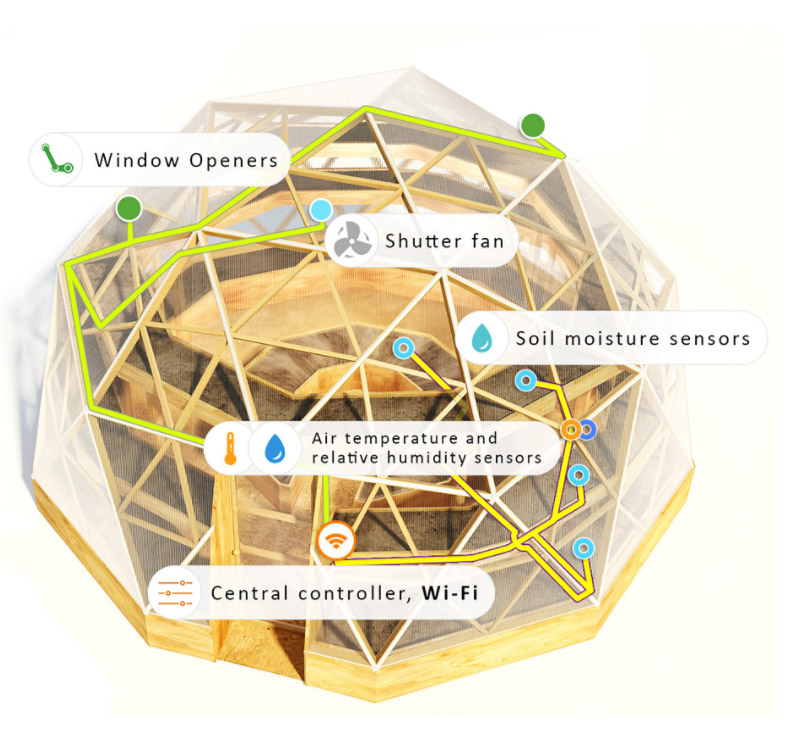 Window Openers
Shutter fan
Soil moisture sensors
Air temperature and
relative humidity sensors
Central controller, Wi-Fi